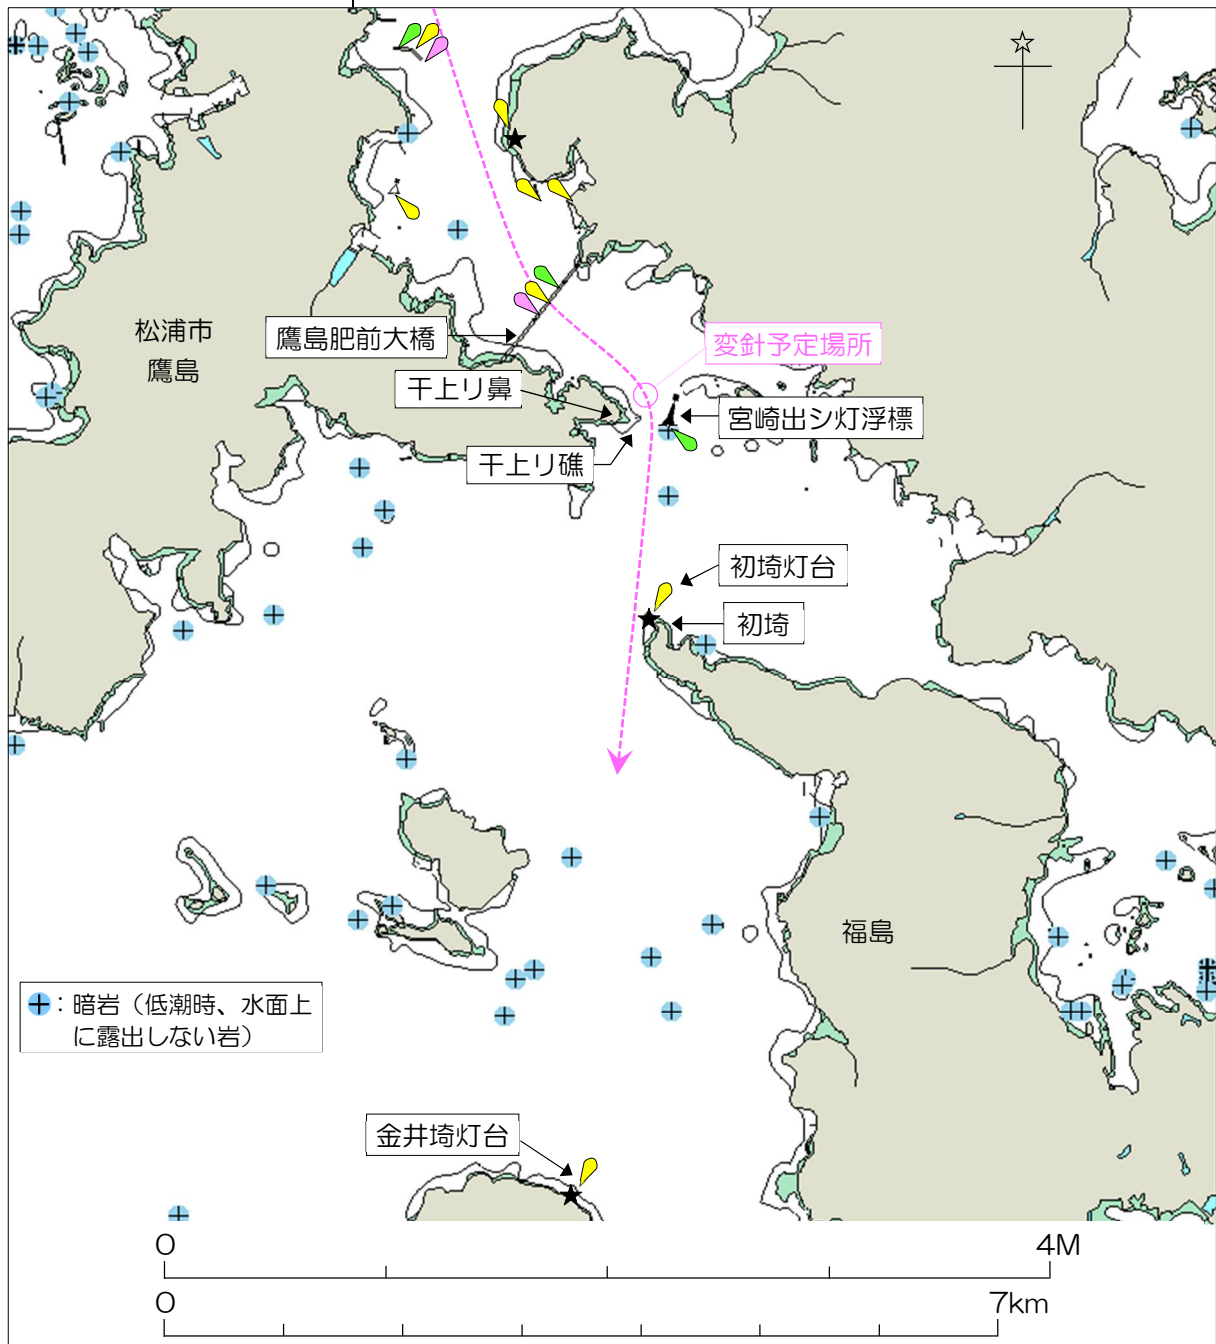 松浦市
鷹島
鷹島肥前大橋
変針予定場所
干上リ鼻
宮崎出シ灯浮標
干上リ礁
初埼灯台
初埼
福島
:暗岩（低潮時、水面上
に露出しない岩）
金井埼灯台
0 4M
0 7km